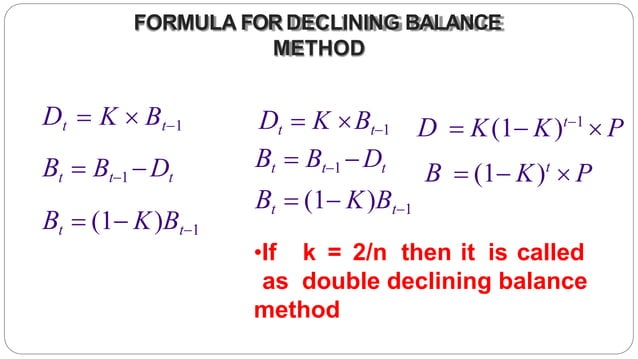 FORMULA FOR DECLINING BALANCE
METHOD
Dₜ = K × Bₜ₋₁
Bₜ = Bₜ₋₁ − Dₜ
Bₜ = (1 − K)Bₜ₋₁
Dₜ = K × Bₜ₋₁
Bₜ = Bₜ₋₁ − Dₜ
Bₜ = (1 − K)Bₜ₋₁
D = K(1 − K)ᵗ⁻¹ × P
B = (1 − K)ᵗ × P
•If k = 2/n then it is called
as double declining balance
method